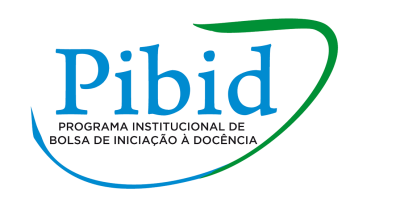 Pibid
PROGRAMA INSTITUCIONAL DE
BOLSA DE INICIAÇÃO À DOCÊNCIA